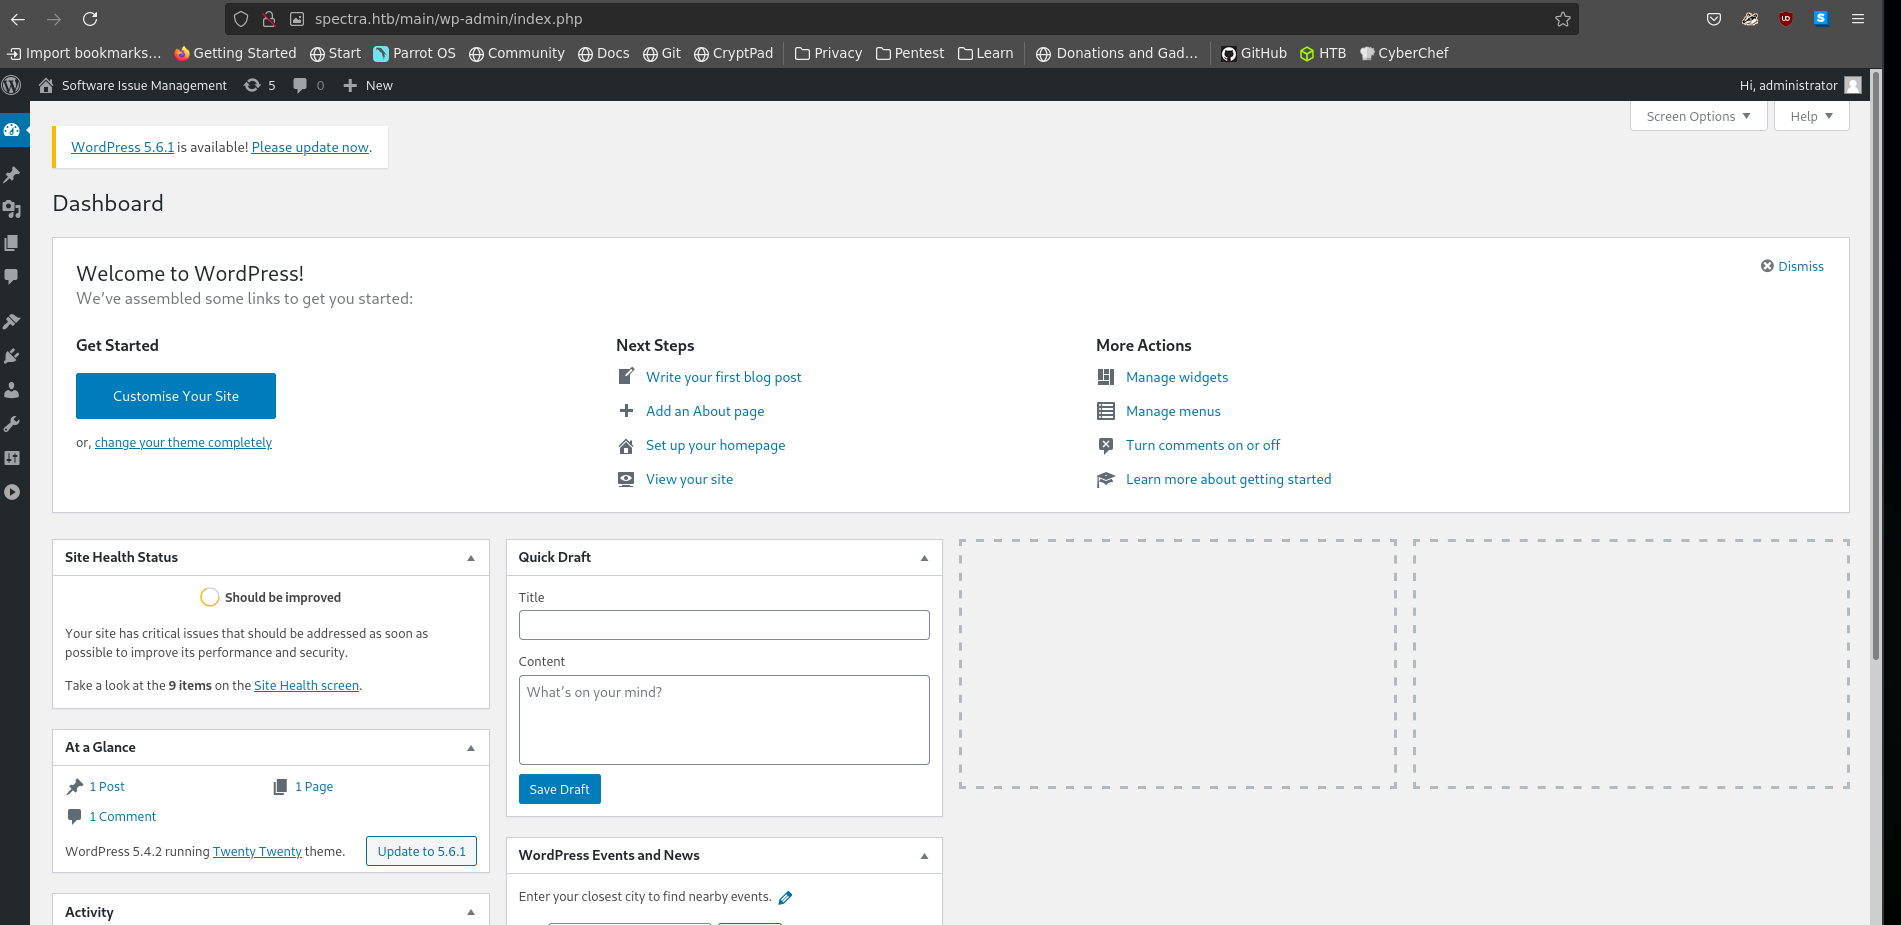 spectra.htb/main/wp-admin/index.php
Import bookmarks... Getting Started Start Parrot OS Community Docs Git CryptPad Privacy Pentest Learn Donations and Gad... GitHub HTB CyberChef
Software Issue Management 5 0 New Hi, administrator
Screen Options Help
WordPress 5.6.1 is available! Please update now.
Dashboard
Welcome to WordPress!
Dismiss
We've assembled some links to get you started:
Get Started
Customise Your Site
or, change your theme completely
Next Steps
Write your first blog post
Add an About page
Set up your homepage
View your site
More Actions
Manage widgets
Manage menus
Turn comments on or off
Learn more about getting started
Site Health Status
Should be improved
Your site has critical issues that should be addressed as soon as
possible to improve its performance and security.
Take a look at the 9 items on the Site Health screen.
At a Glance
1 Post 1 Page
1 Comment
WordPress 5.4.2 running Twenty Twenty theme. Update to 5.6.1
Activity
Quick Draft
Title
Content
What's on your mind?
Save Draft
WordPress Events and News
Enter your closest city to find nearby events.